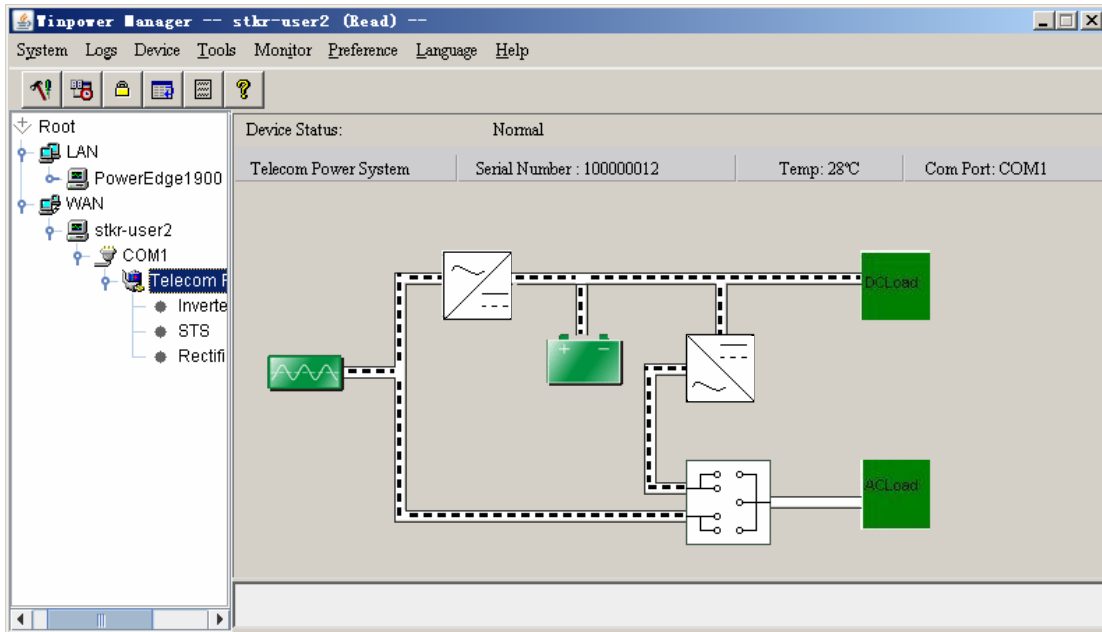 Winpower Manager -- stkr-user2 (Read) --
System Logs Device Tools Monitor Preference Language Help
Root
LAN
PowerEdge1900
WAN
stkr-user2
COM1
Telecom P
Inverte
STS
Rectifi
Device Status: Normal
Telecom Power System Serial Number : 100000012 Temp: 28℃ Com Port: COM1
DCLoad
+ −
ACLoad